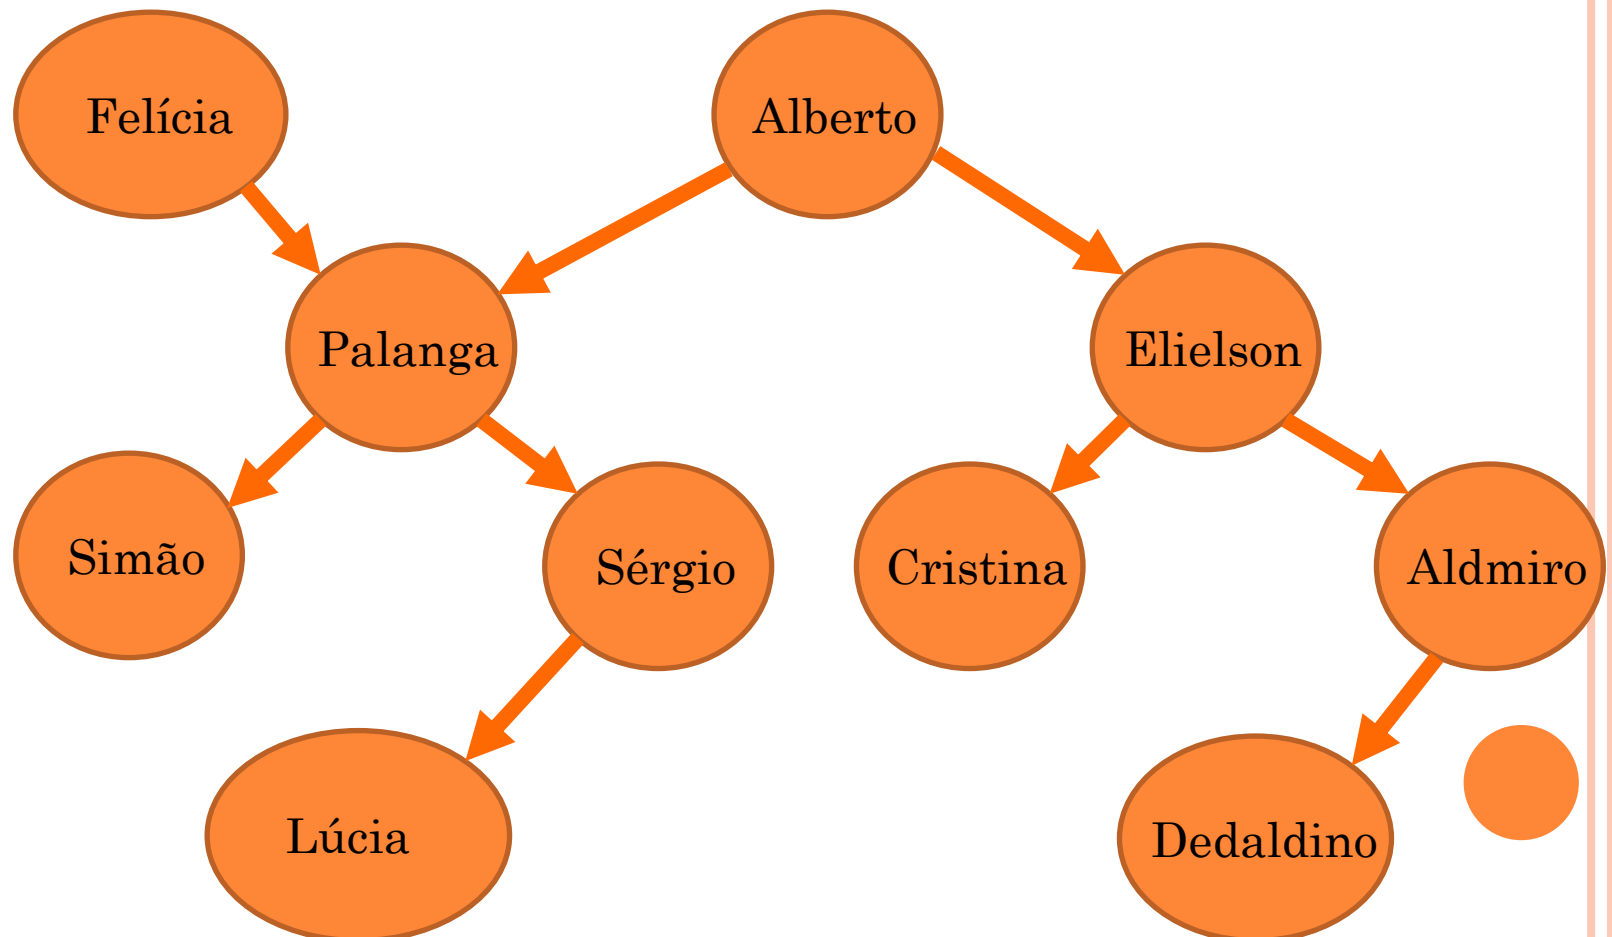 Felícia
Alberto
Palanga
Elielson
Simão
Sérgio
Cristina
Aldmiro
Lúcia
Dedaldino